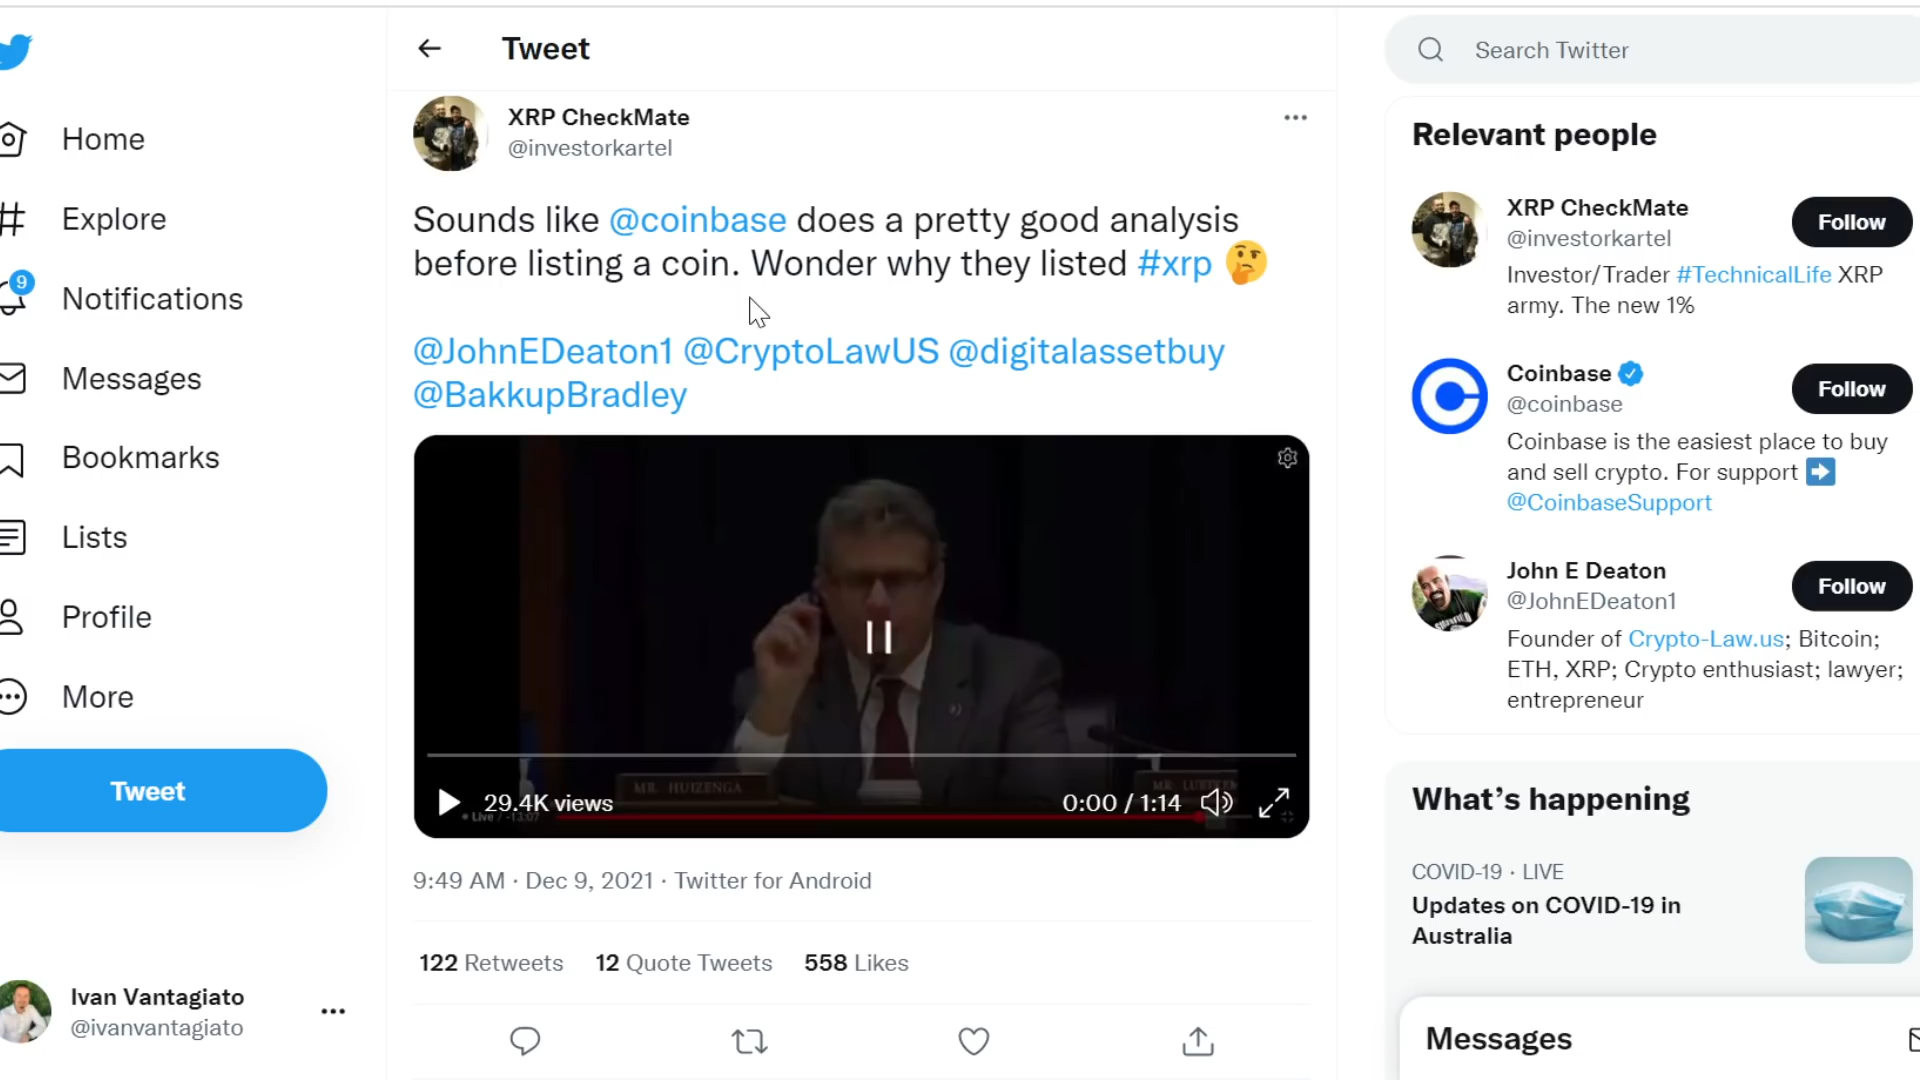 Tweet
Search Twitter
XRP CheckMate
@investorkartel
Sounds like @coinbase does a pretty good analysis
before listing a coin. Wonder why they listed #xrp 🤔
@JohnEDeaton1 @CryptoLawUS @digitalassetbuy
@BakkupBradley
MR. HUIZENGA
29.4K views
0:00 / 1:14
Live / -13:07
9:49 AM · Dec 9, 2021 · Twitter for Android
122 Retweets 12 Quote Tweets 558 Likes
Home
Explore
9
Notifications
Messages
Bookmarks
Lists
Profile
More
Tweet
Ivan Vantagiato
@ivanvantagiato
Relevant people
XRP CheckMate
@investorkartel
Follow
Investor/Trader #TechnicalLife XRP
army. The new 1%
Coinbase
@coinbase
Follow
Coinbase is the easiest place to buy
and sell crypto. For support ➡️
@CoinbaseSupport
John E Deaton
@JohnEDeaton1
Follow
Founder of Crypto-Law.us; Bitcoin;
ETH, XRP; Crypto enthusiast; lawyer;
entrepreneur
What's happening
COVID-19 · LIVE
Updates on COVID-19 in
Australia
Messages